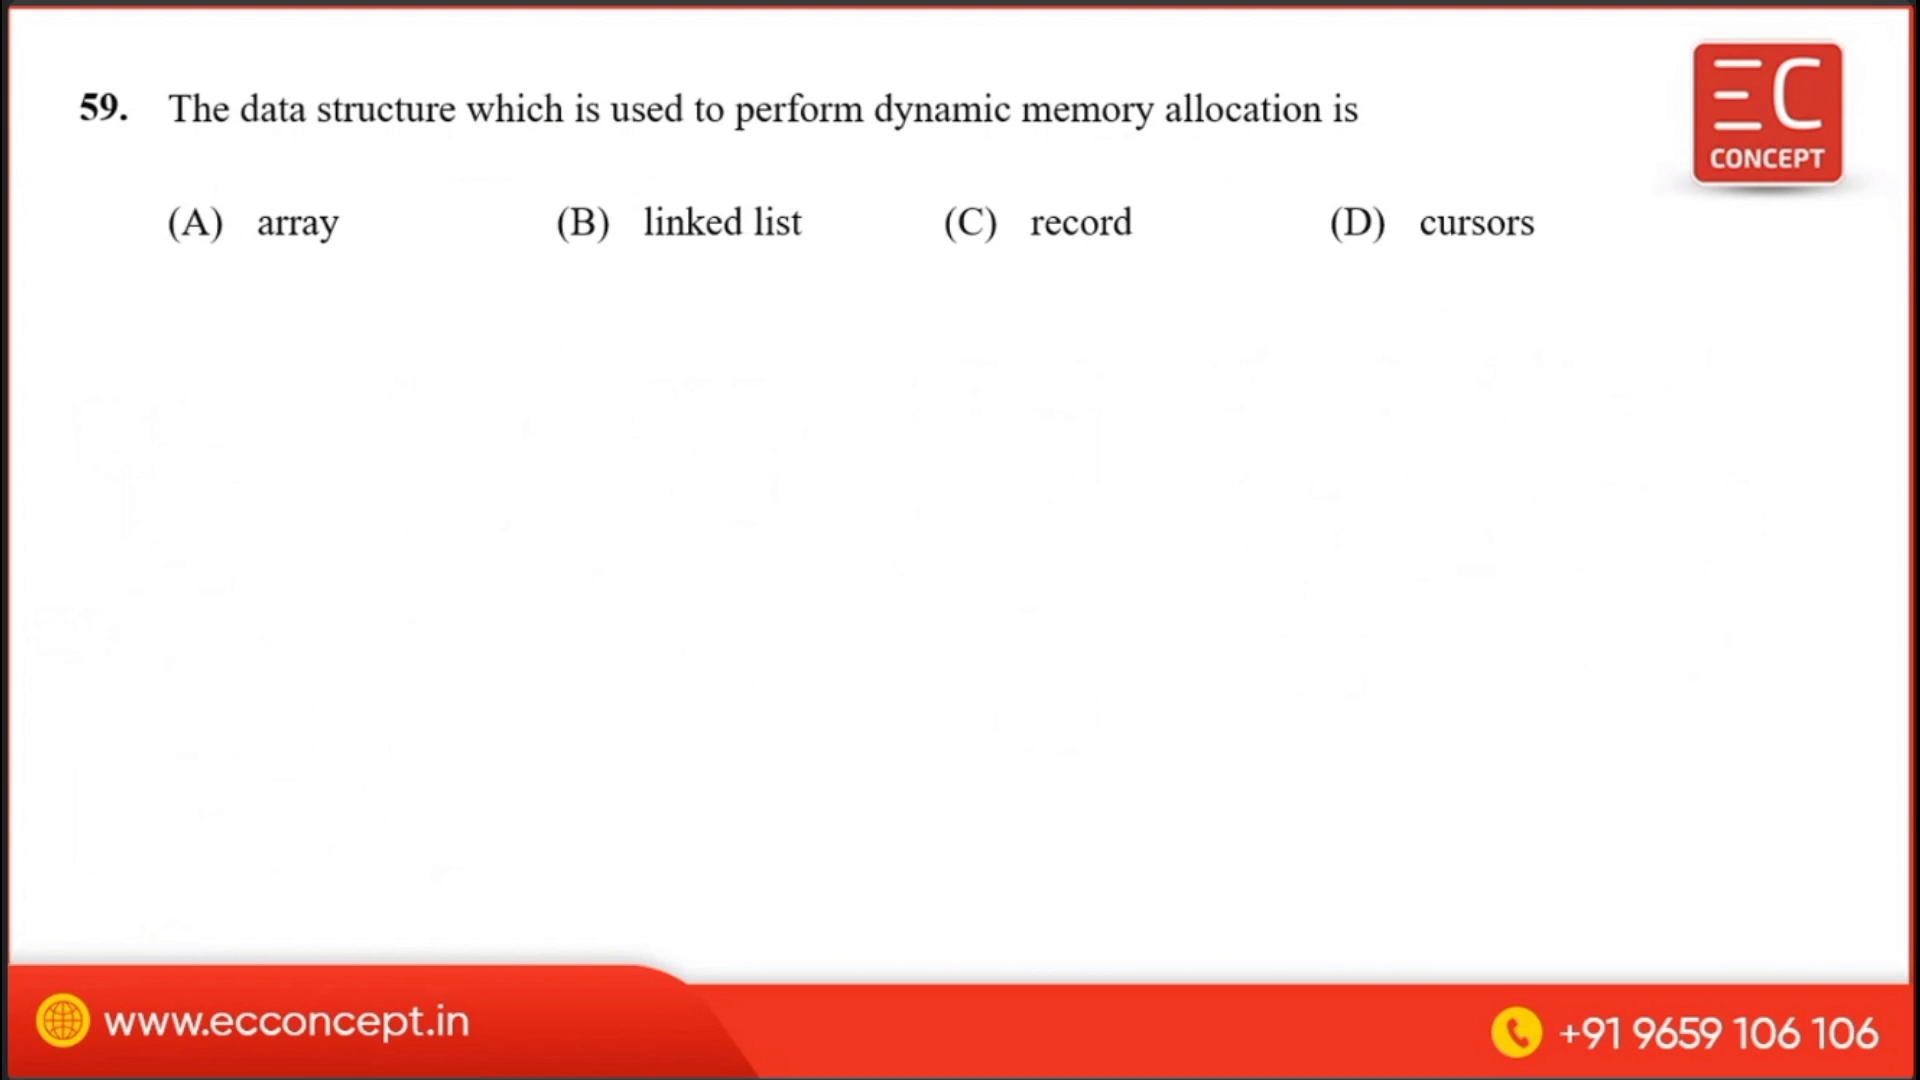 59. The data structure which is used to perform dynamic memory allocation is
(A) array (B) linked list (C) record (D) cursors
EC
CONCEPT
www.ecconcept.in
+91 9659 106 106